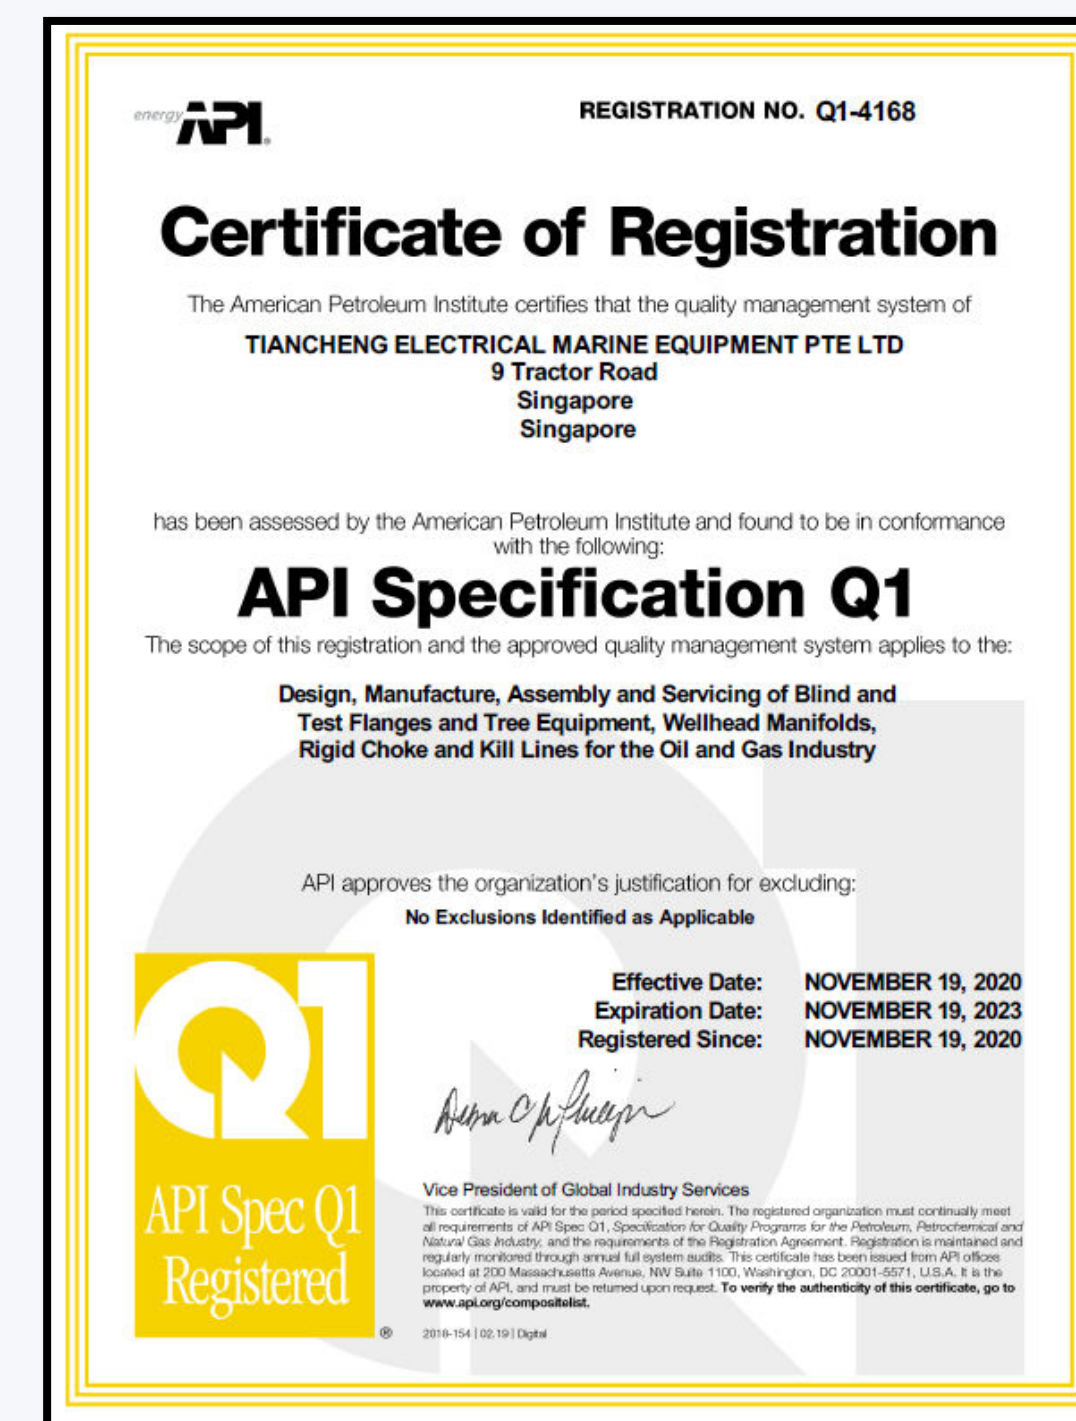 energy API®
REGISTRATION NO. Q1-4168
Certificate of Registration
The American Petroleum Institute certifies that the quality management system of
TIANCHENG ELECTRICAL MARINE EQUIPMENT PTE LTD
9 Tractor Road
Singapore
Singapore
has been assessed by the American Petroleum Institute and found to be in conformance
with the following:
API Specification Q1
The scope of this registration and the approved quality management system applies to the:
Design, Manufacture, Assembly and Servicing of Blind and
Test Flanges and Tree Equipment, Wellhead Manifolds,
Rigid Choke and Kill Lines for the Oil and Gas Industry
API approves the organization's justification for excluding:
No Exclusions Identified as Applicable
Effective Date: NOVEMBER 19, 2020
Expiration Date: NOVEMBER 19, 2023
Registered Since: NOVEMBER 19, 2020
Q1
API Spec Q1
Registered
®
Vice President of Global Industry Services
This certificate is valid for the period specified herein. The registered organization must continually meet
all requirements of API Spec Q1, Specification for Quality Programs for the Petroleum, Petrochemical and
Natural Gas Industry, and the requirements of the Registration Agreement. Registration is maintained and
regularly monitored through annual full system audits. This certificate has been issued from API offices
located at 200 Massachusetts Avenue, NW Suite 1100, Washington, DC 20001-5571, U.S.A. It is the
property of API, and must be returned upon request. To verify the authenticity of this certificate, go to
www.api.org/compositelist.
2018-154 | 02.19 | Digital